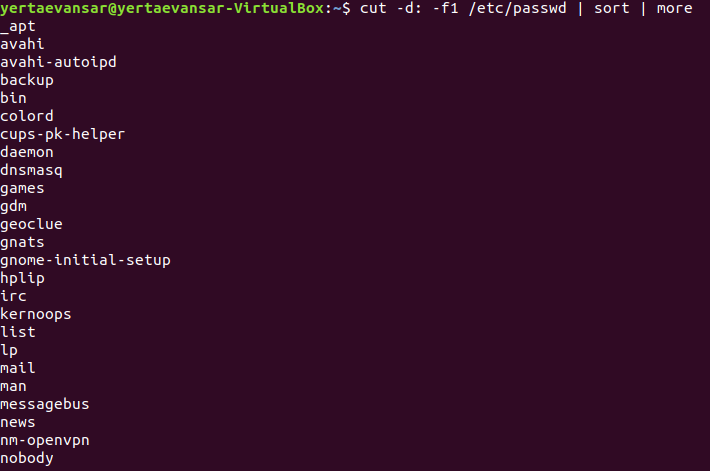 yertaevansar@yertaevansar-VirtualBox:~$ cut -d: -f1 /etc/passwd | sort | more
_apt
avahi
avahi-autoipd
backup
bin
colord
cups-pk-helper
daemon
dnsmasq
games
gdm
geoclue
gnats
gnome-initial-setup
hplip
irc
kernoops
list
lp
mail
man
messagebus
news
nm-openvpn
nobody